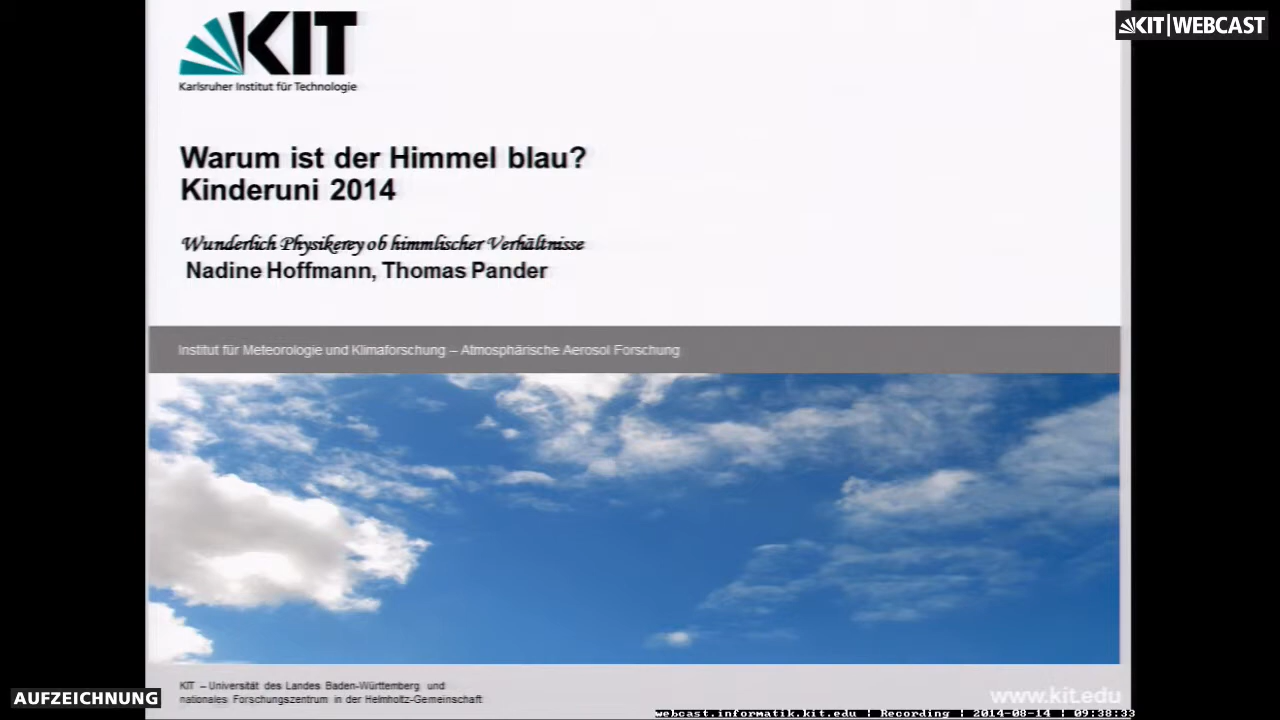 KIT
KIT|WEBCAST
Karlsruher Institut für Technologie
Warum ist der Himmel blau?
Kinderuni 2014
Wunderlich Physikerey ob himmlischer Verhältnisse
Nadine Hoffmann, Thomas Pander
Institut für Meteorologie und Klimaforschung – Atmosphärische Aerosol Forschung
KIT – Universität des Landes Baden-Württemberg und
nationales Forschungszentrum in der Helmholtz-Gemeinschaft
www.kit.edu
AUFZEICHNUNG
webcast.informatik.kit.edu | Recording | 2014-08-14 | 09:38:33